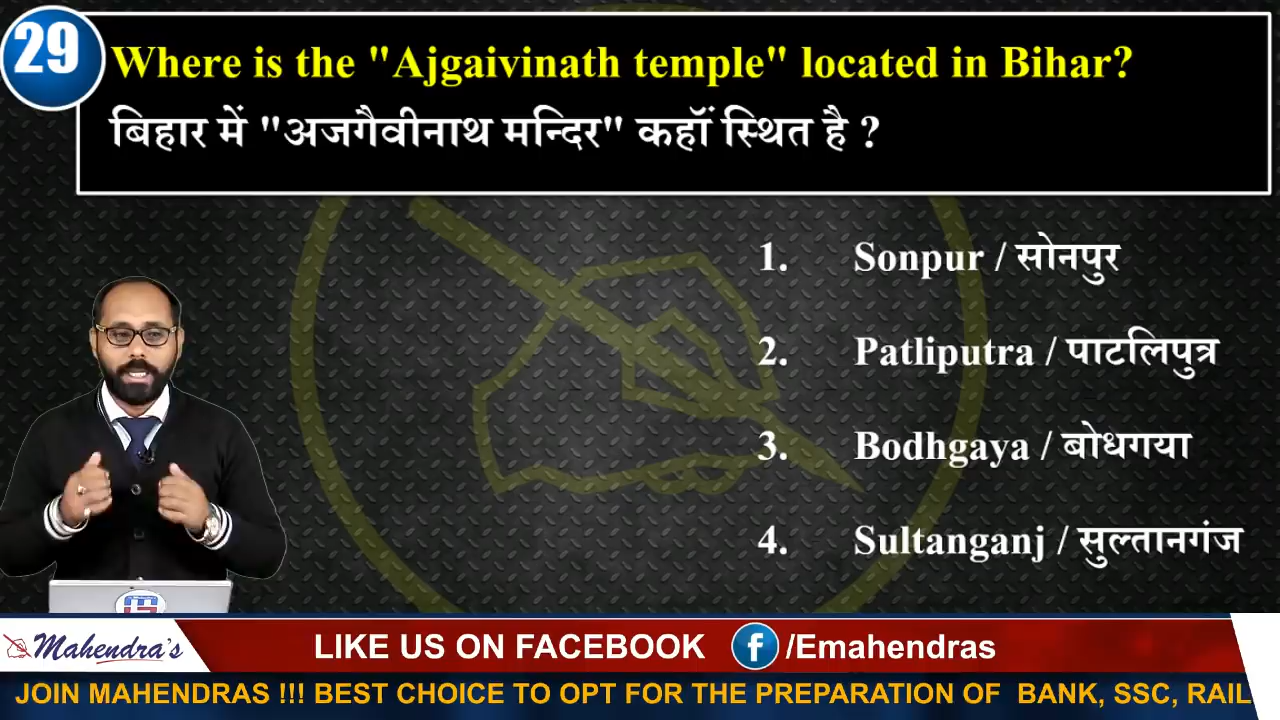 29
Where is the "Ajgaivinath temple" located in Bihar?
बिहार में "अजगैवीनाथ मन्दिर" कहॉं स्थित है ?
1. Sonpur / सोनपुर
2. Patliputra / पाटलिपुत्र
3. Bodhgaya / बोधगया
4. Sultanganj / सुल्तानगंज
Mahendra's LIKE US ON FACEBOOK f /Emahendras
JOIN MAHENDRAS !!! BEST CHOICE TO OPT FOR THE PREPARATION OF BANK, SSC, RAIL